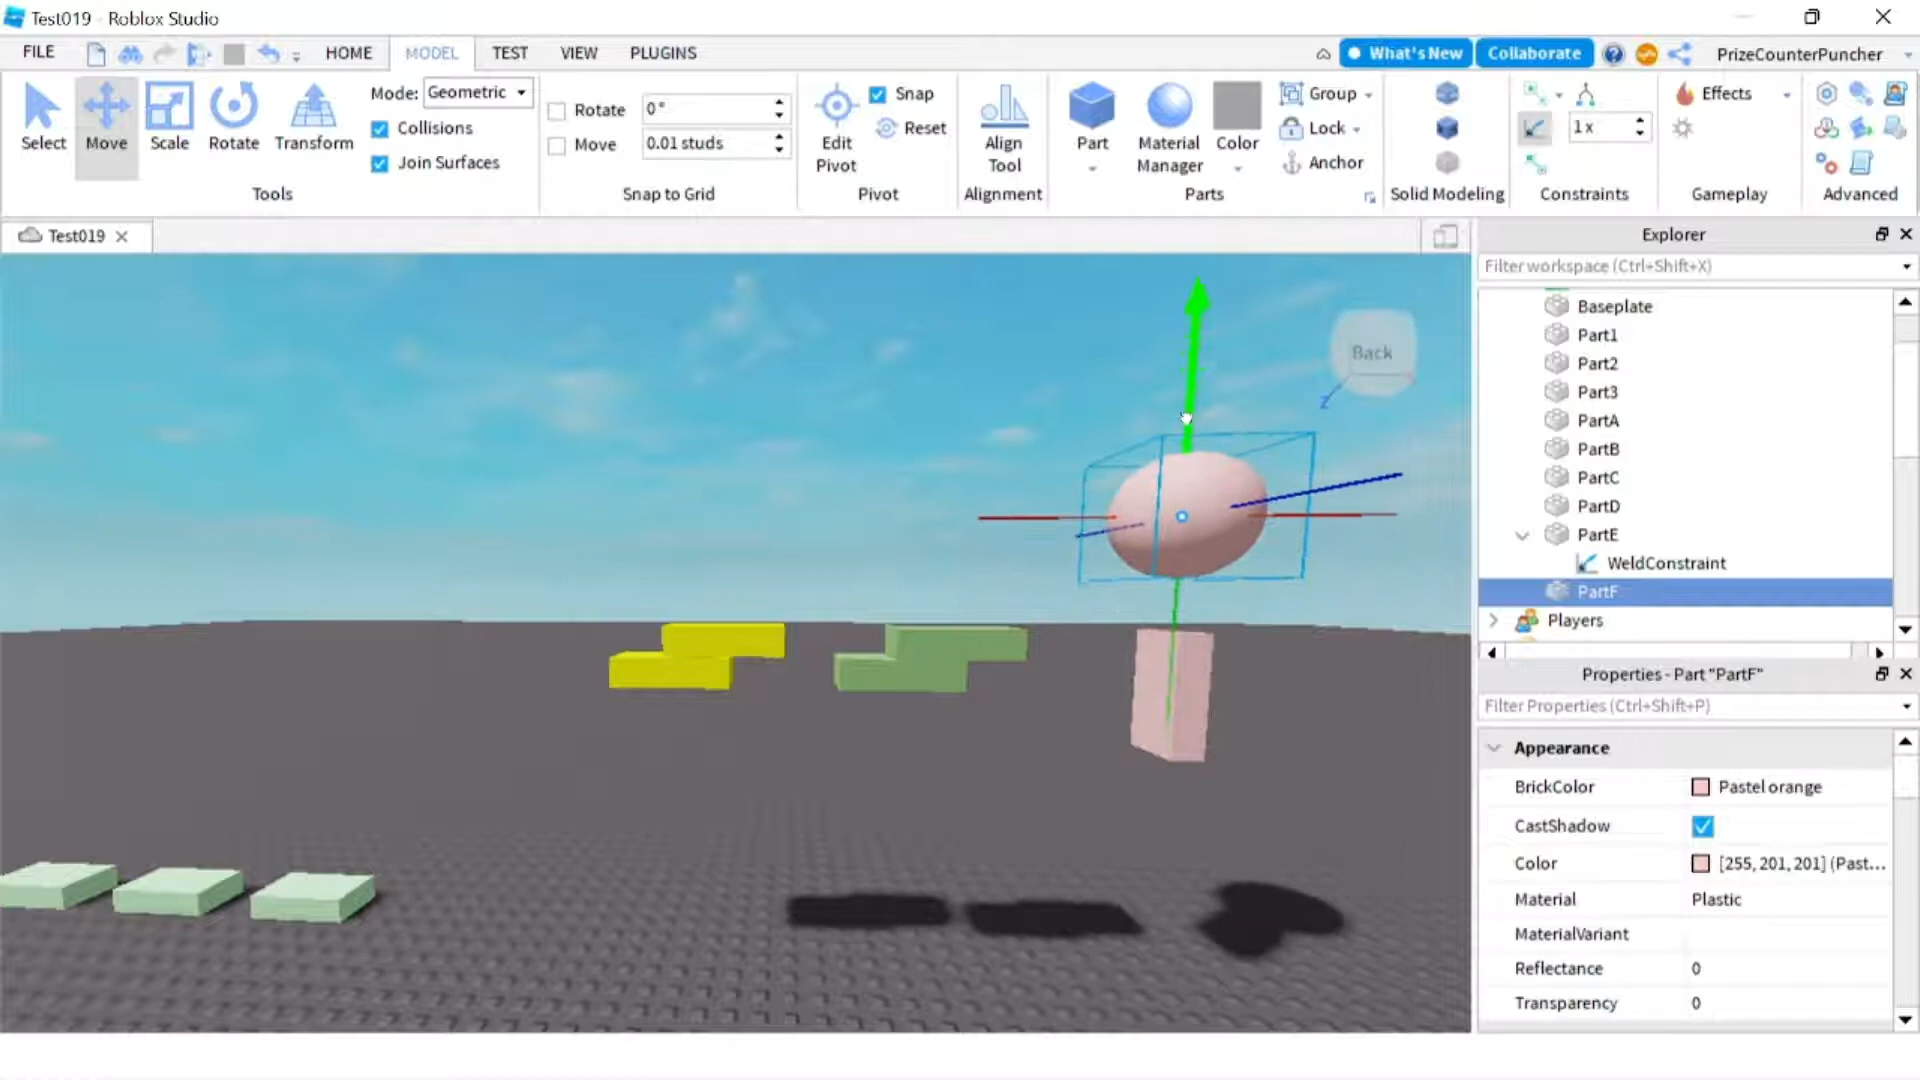 Test019 - Roblox Studio
FILE HOME MODEL TEST VIEW PLUGINS What's New Collaborate PrizeCounterPuncher
Select Move Scale Rotate Transform
Mode: Geometric
Collisions
Join Surfaces
Tools
Rotate 0°
Move 0.01 studs
Snap to Grid
Edit Pivot
Snap
Reset
Pivot
Align Tool
Alignment
Part
Material Manager
Color
Group
Lock
Anchor
Parts
Solid Modeling
1x
Constraints
Effects
Gameplay
Advanced
Test019
Back
Z
Explorer
Filter workspace (Ctrl+Shift+X)
Baseplate
Part1
Part2
Part3
PartA
PartB
PartC
PartD
PartE
WeldConstraint
PartF
Players
Properties - Part "PartF"
Filter Properties (Ctrl+Shift+P)
Appearance
BrickColor Pastel orange
CastShadow
Color [255, 201, 201] (Past...
Material Plastic
MaterialVariant
Reflectance 0
Transparency 0